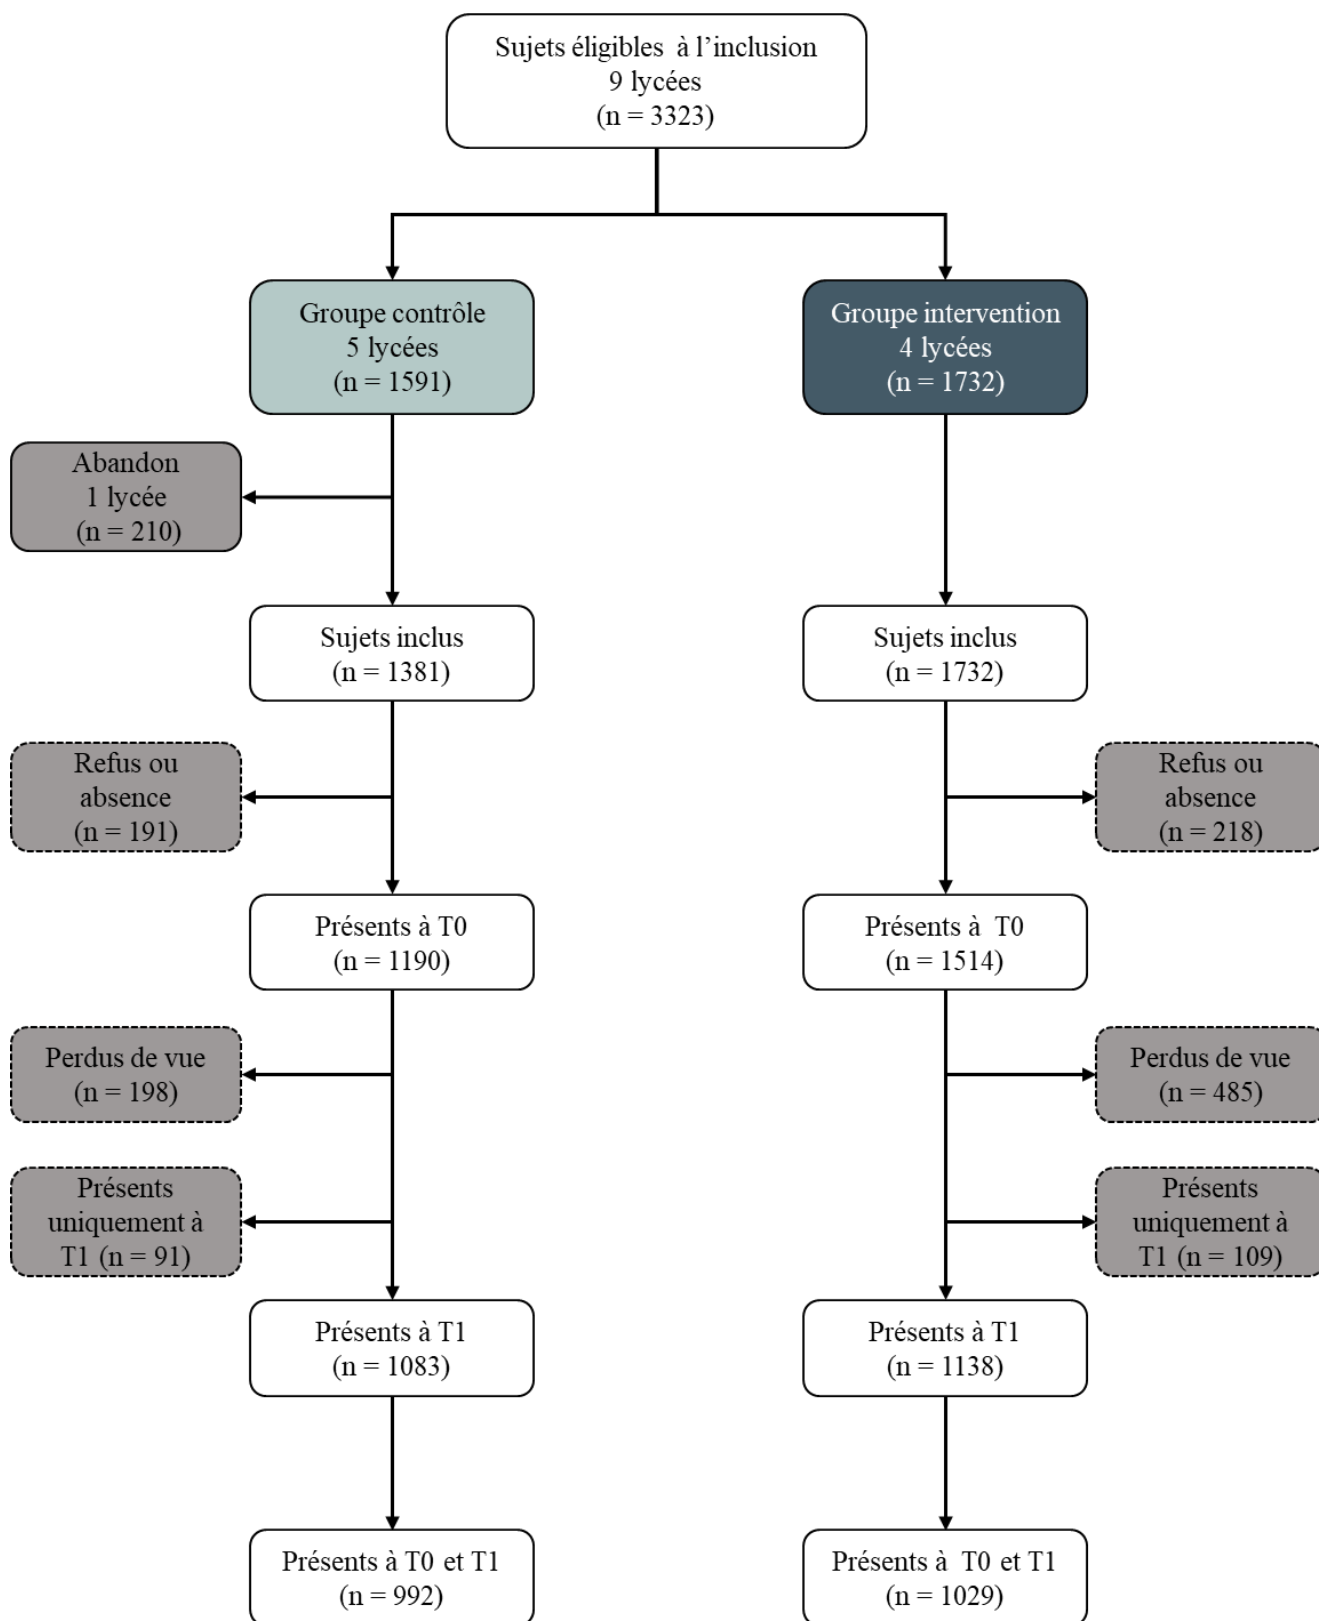 Sujets éligibles à l’inclusion
9 lycées
(n = 3323)
Groupe contrôle
5 lycées
(n = 1591)
Groupe intervention
4 lycées
(n = 1732)
Abandon
1 lycée
(n = 210)
Sujets inclus
(n = 1381)
Sujets inclus
(n = 1732)
Refus ou
absence
(n = 191)
Refus ou
absence
(n = 218)
Présents à T0
(n = 1190)
Présents à T0
(n = 1514)
Perdus de vue
(n = 198)
Perdus de vue
(n = 485)
Présents
uniquement à
T1 (n = 91)
Présents
uniquement à
T1 (n = 109)
Présents à T1
(n = 1083)
Présents à T1
(n = 1138)
Présents à T0 et T1
(n = 992)
Présents à T0 et T1
(n = 1029)